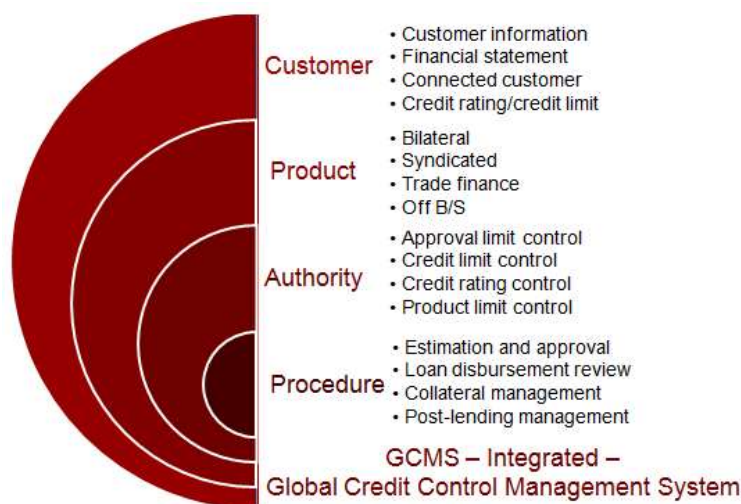 Customer
• Customer information
• Financial statement
• Connected customer
• Credit rating/credit limit
Product
• Bilateral
• Syndicated
• Trade finance
• Off B/S
Authority
• Approval limit control
• Credit limit control
• Credit rating control
• Product limit control
Procedure
• Estimation and approval
• Loan disbursement review
• Collateral management
• Post-lending management
GCMS – Integrated –
Global Credit Control Management System